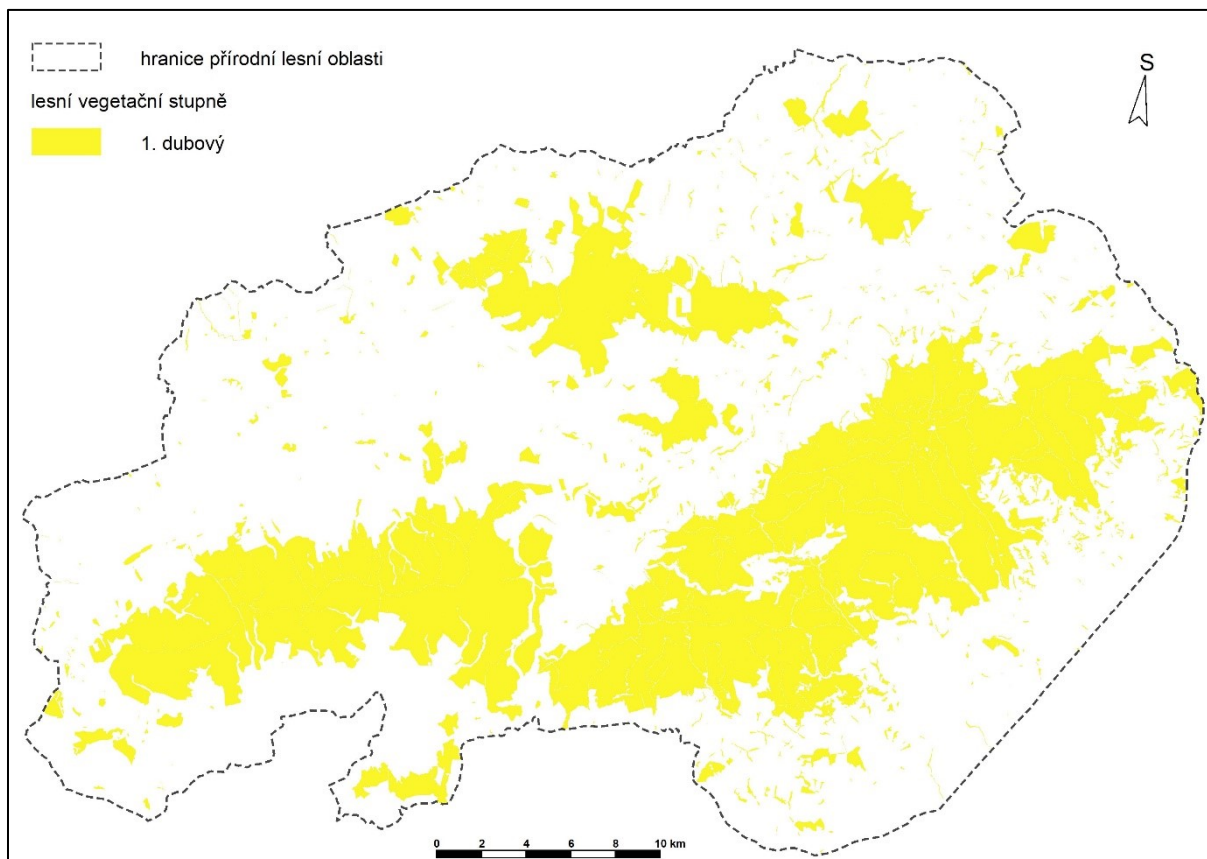 hranice přírodní lesní oblasti
lesní vegetační stupně
1. dubový
S
0 2 4 6 8 10 km